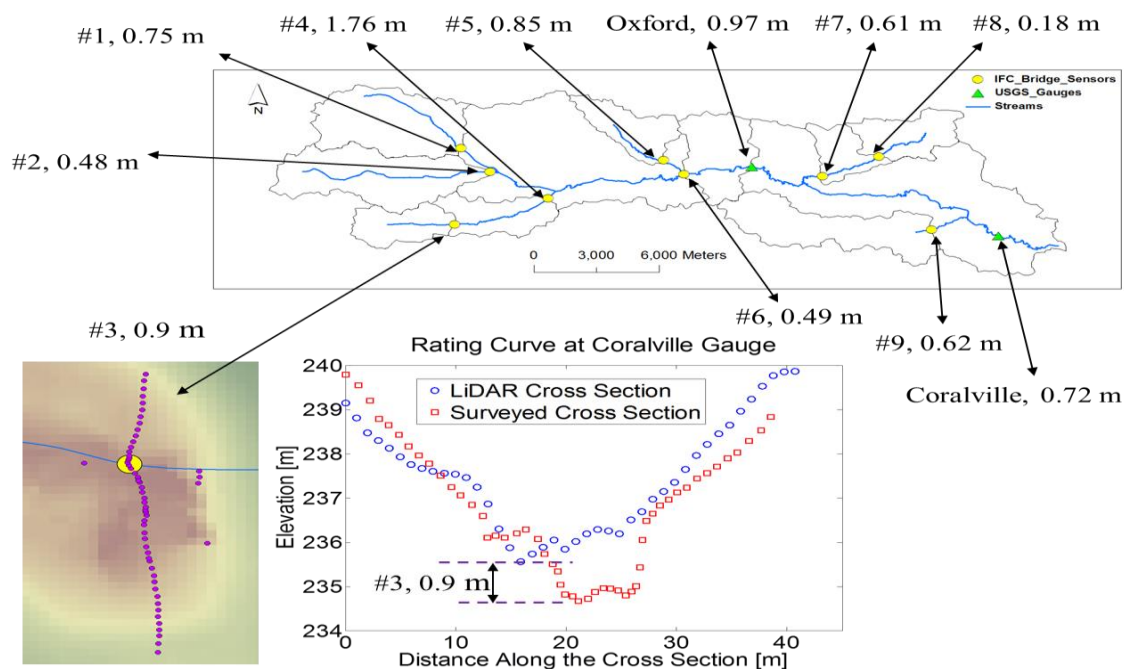 #1, 0.75 m
#4, 1.76 m
#5, 0.85 m
Oxford, 0.97 m
#7, 0.61 m
#8, 0.18 m
IFC_Bridge_Sensors
USGS_Gauges
Streams
N
#2, 0.48 m
0 3,000 6,000 Meters
#3, 0.9 m
#6, 0.49 m
#9, 0.62 m
Coralville, 0.72 m
Rating Curve at Coralville Gauge
LiDAR Cross Section
Surveyed Cross Section
Elevation [m]
240
239
238
237
236
235
234
#3, 0.9 m
0 10 20 30 40
Distance Along the Cross Section [m]